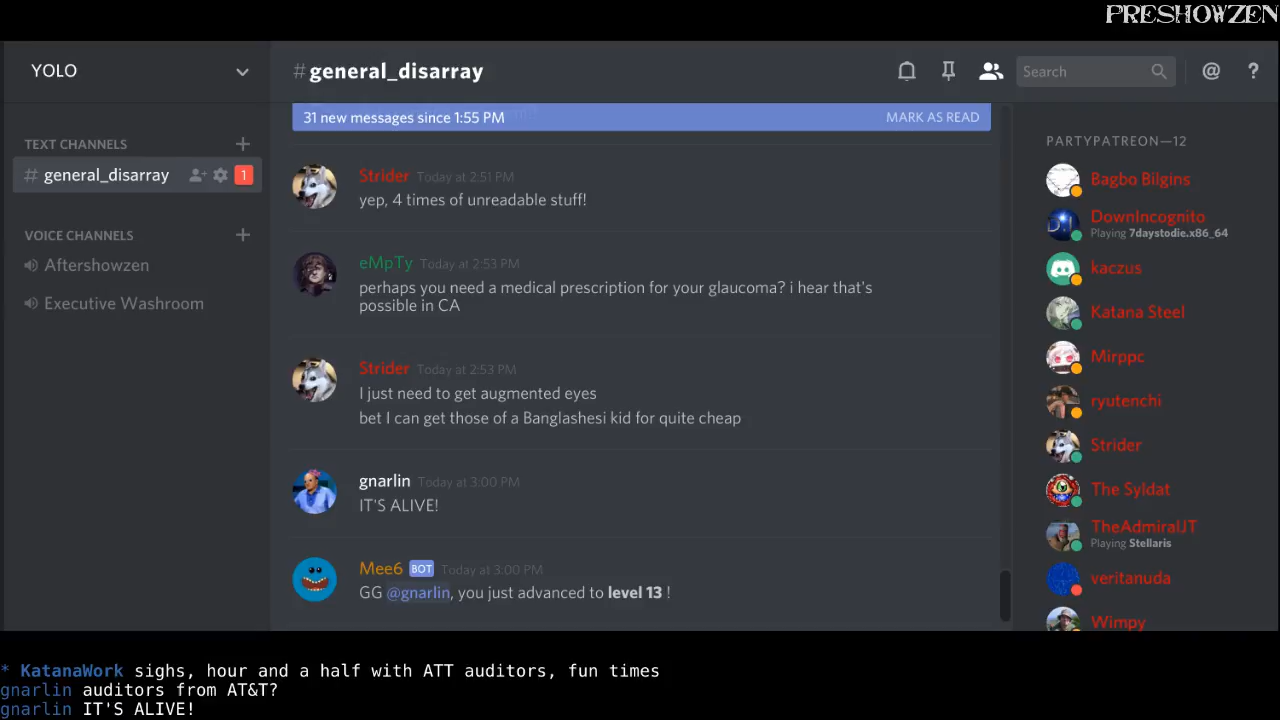 PRESHOWZEN
YOLO
#general_disarray
Search
@
?
31 new messages since 1:55 PM
MARK AS READ
TEXT CHANNELS +
# general_disarray 1
VOICE CHANNELS +
Aftershowzen
Executive Washroom
Strider Today at 2:51 PM
yep, 4 times of unreadable stuff!
eMpTy Today at 2:53 PM
perhaps you need a medical prescription for your glaucoma? i hear that's
possible in CA
Strider Today at 2:53 PM
I just need to get augmented eyes
bet I can get those of a Banglashesi kid for quite cheap
gnarlin Today at 3:00 PM
IT'S ALIVE!
Mee6 BOT Today at 3:00 PM
GG @gnarlin, you just advanced to level 13 !
PARTYPATREON—12
Bagbo Bilgins
DownIncognito
Playing 7daystodie.x86_64
kaczus
Katana Steel
Mirppc
ryutenchi
Strider
The Syldat
TheAdmiralJT
Playing Stellaris
veritanuda
Wimpy
* KatanaWork sighs, hour and a half with ATT auditors, fun times
gnarlin auditors from AT&T?
gnarlin IT'S ALIVE!